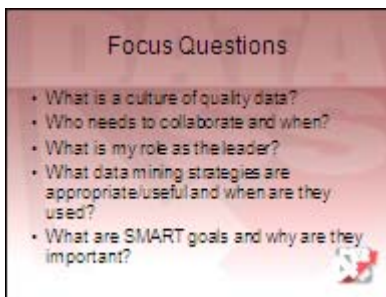 Focus Questions
• What is a culture of quality data?
• Who needs to collaborate and when?
• What is my role as the leader?
• What data mining strategies are
appropriate/useful and when are they
used?
• What are SMART goals and why are they
important?